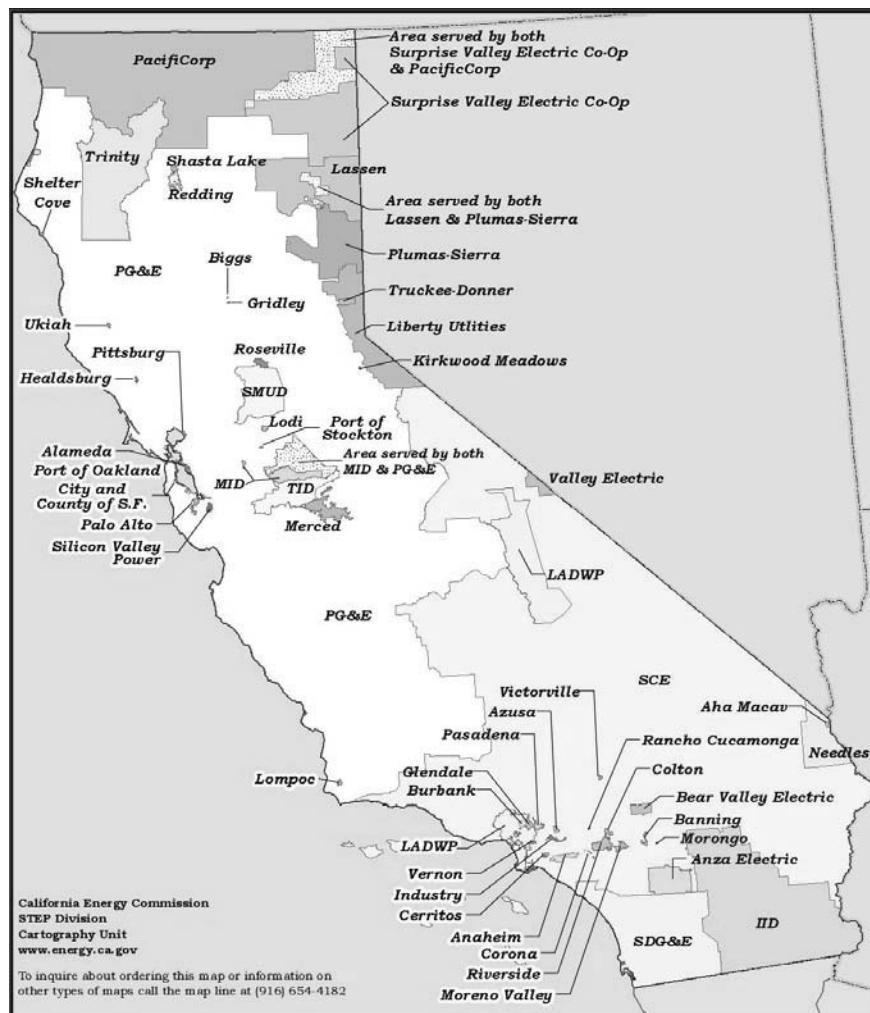 Area served by both
Surprise Valley Electric Co-Op
& PacificCorp
PacifiCorp
Surprise Valley Electric Co-Op
Trinity
Shasta Lake
Lassen
Shelter
Cove
Redding
Area served by both
Lassen & Plumas-Sierra
Plumas-Sierra
Biggs
PG&E
Truckee-Donner
Gridley
Ukiah
Liberty Utlities
Pittsburg
Roseville
Kirkwood Meadows
Healdsburg
SMUD
Lodi
Port of
Stockton
Alameda
Area served by both
MID & PG&E
Port of Oakland
Valley Electric
City and
County of S.F.
MID
TID
Palo Alto
Merced
Silicon Valley
Power
LADWP
PG&E
SCE
Victorville
Aha Macav
Azusa
Pasadena
Rancho Cucamonga
Needles
Glendale
Colton
Lompoc
Burbank
Bear Valley Electric
Banning
LADWP
Morongo
Vernon
Anza Electric
Industry
Cerritos
Anaheim
SDG&E
IID
Corona
Riverside
Moreno Valley
California Energy Commission
STEP Division
Cartography Unit
www.energy.ca.gov
To inquire about ordering this map or information on
other types of maps call the map line at (916) 654-4182